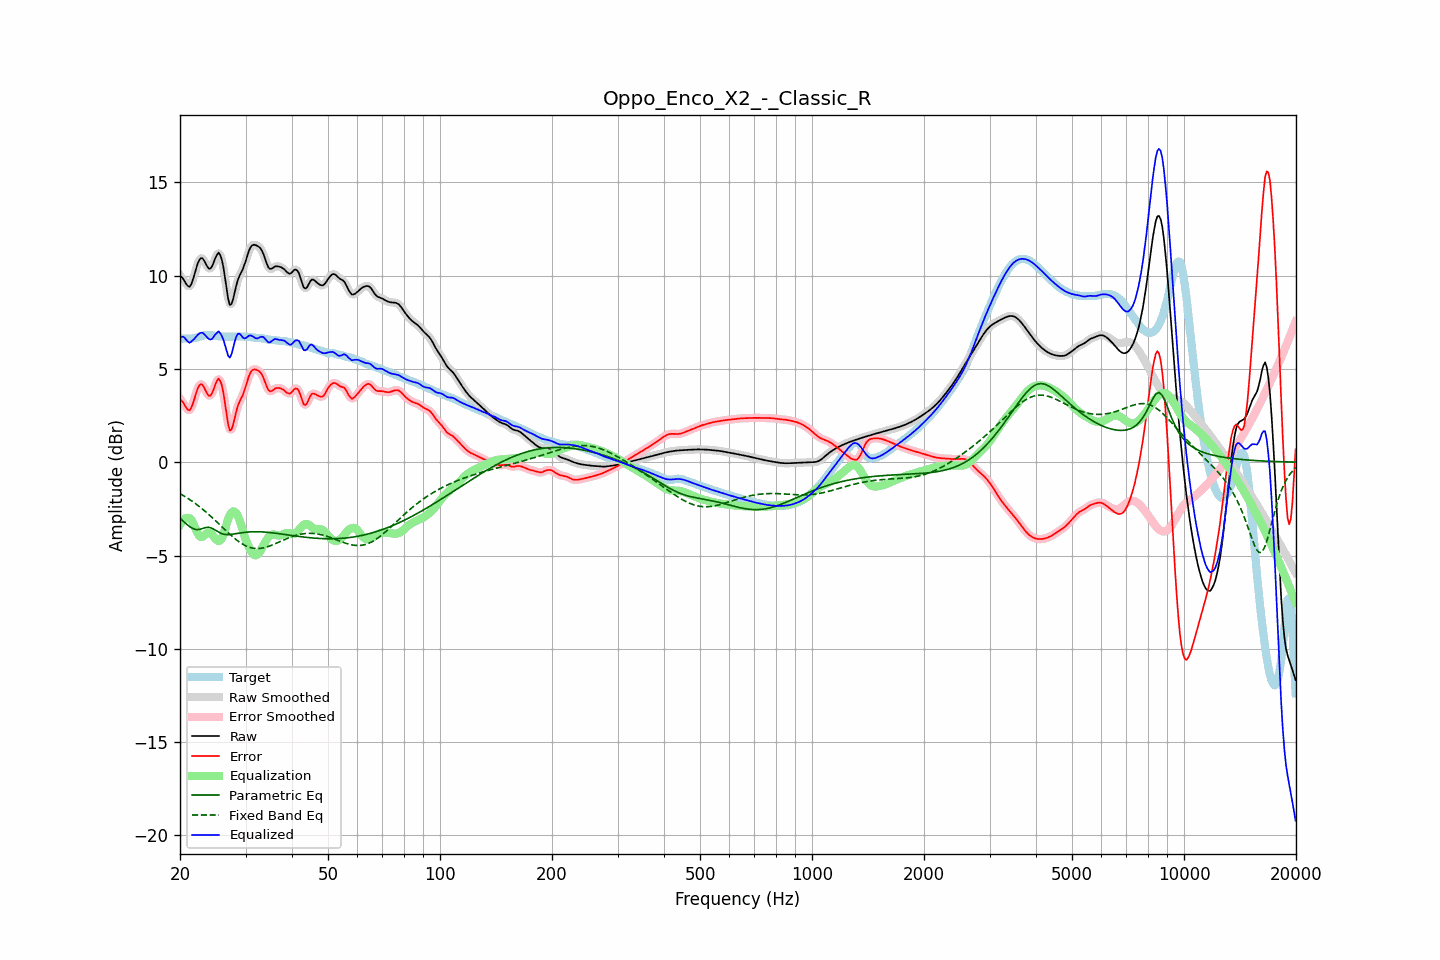 Oppo_Enco_X2_-_Classic_R
Amplitude (dBr)
15
10
5
0
−5
−10
−15
−20
Target
Raw Smoothed
Error Smoothed
Raw
Error
Equalization
Parametric Eq
Fixed Band Eq
Equalized
20 50 100 200 500 1000 2000 5000 10000 20000
Frequency (Hz)